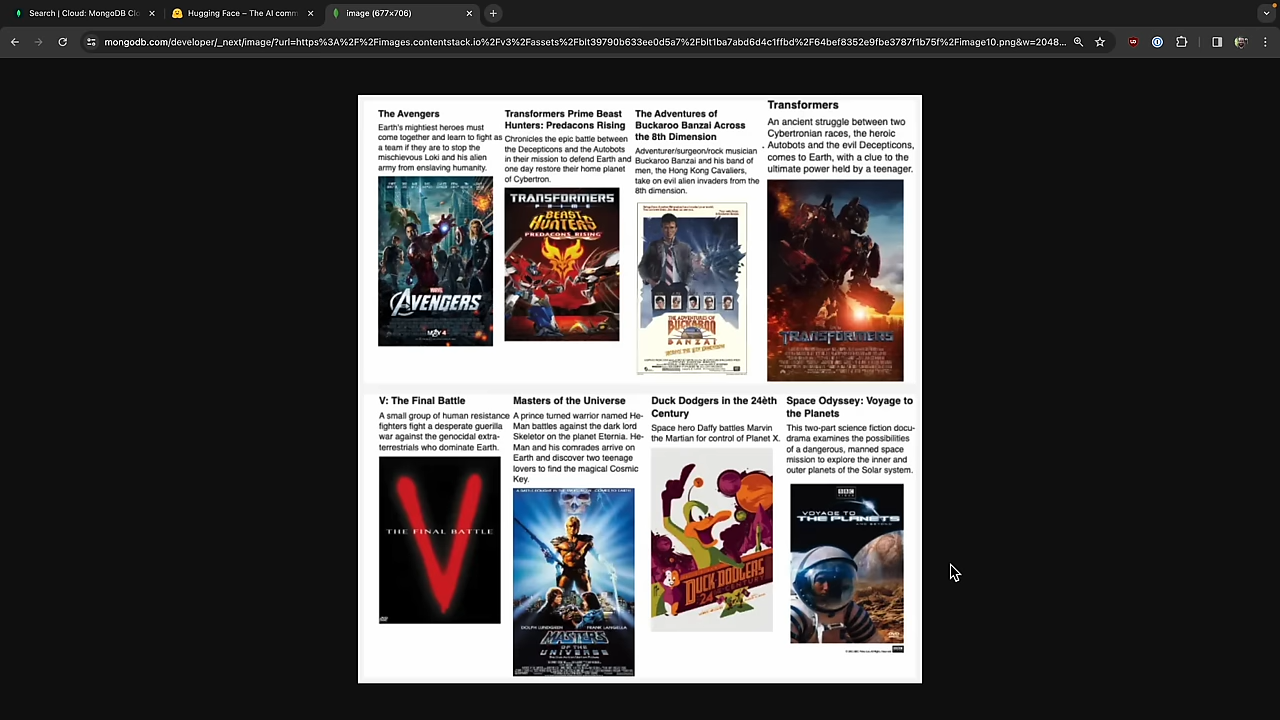 Search | Cloud: MongoDB Clo
Hugging Face – The AI comm
image (677×706)
mongodb.com/developer/_next/image/?url=https%3A%2F%2Fimages.contentstack.io%2Fv3%2Fassets%2Fblt39790b633ee0d5a7%2Fblt1ba7abd6d4c1ffbd%2F64bef8352e9fbe3787f1b75f%2Fimage10.png&w=2048...
The Avengers
Earth's mightiest heroes must
come together and learn to fight as
a team if they are to stop the
mischievous Loki and his alien
army from enslaving humanity.
MARVEL
AVENGERS
MAY 4
Transformers Prime Beast
Hunters: Predacons Rising
Chronicles the epic battle between
the Decepticons and the Autobots
in their mission to defend Earth and
one day restore their home planet
of Cybertron.
TRANSFORMERS
PRIME
BEAST
HUNTERS
PREDACONS RISING
The Adventures of
Buckaroo Banzai Across
the 8th Dimension
Adventurer/surgeon/rock musician
Buckaroo Banzai and his band of
men, the Hong Kong Cavaliers,
take on evil alien invaders from the
8th dimension.
THE ADVENTURES OF
BUCKAROO
BANZAI
ACROSS THE 8TH DIMENSION
Transformers
An ancient struggle between two
Cybertronian races, the heroic
Autobots and the evil Decepticons,
comes to Earth, with a clue to the
ultimate power held by a teenager.
TRANSFORMERS
V: The Final Battle
A small group of human resistance
fighters fight a desperate guerilla
war against the genocidal extra-
terrestrials who dominate Earth.
THE FINAL BATTLE
Masters of the Universe
A prince turned warrior named He-
Man battles against the dark lord
Skeletor on the planet Eternia. He-
Man and his comrades arrive on
Earth and discover two teenage
lovers to find the magical Cosmic
Key.
DOLPH LUNDGREN FRANK LANGELLA
MASTERS
OF THE
UNIVERSE
Duck Dodgers in the 24èth
Century
Space hero Daffy battles Marvin
the Martian for control of Planet X.
DUCK DODGERS
Space Odyssey: Voyage to
the Planets
This two-part science fiction docu-
drama examines the possibilities
of a dangerous, manned space
mission to explore the inner and
outer planets of the Solar system.
BBC
VOYAGE TO
THE PLANETS
AND BEYOND